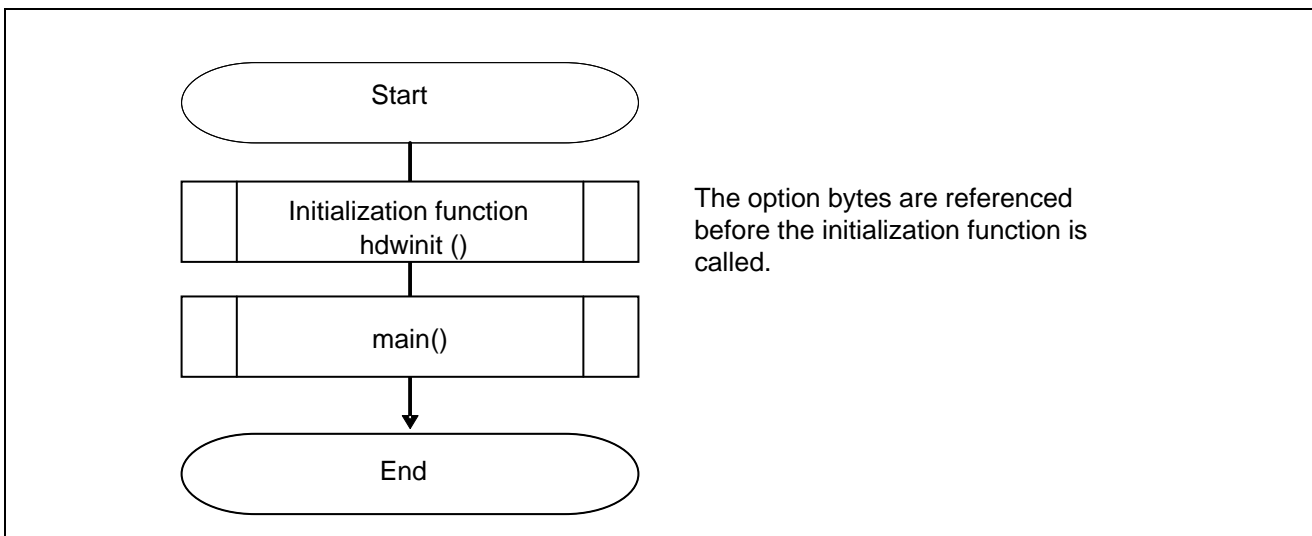 Start
Initialization function
hdwinit ()
The option bytes are referenced
before the initialization function is
called.
main()
End